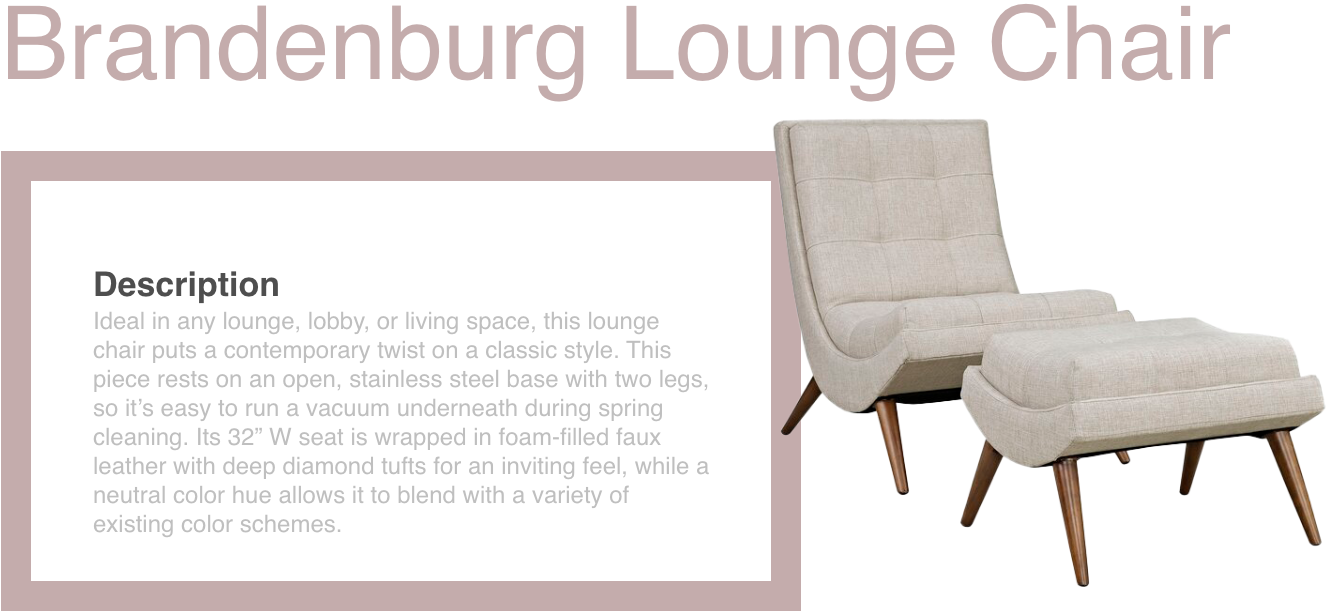 Brandenburg Lounge Chair
Description
Ideal in any lounge, lobby, or living space, this lounge
chair puts a contemporary twist on a classic style. This
piece rests on an open, stainless steel base with two legs,
so it’s easy to run a vacuum underneath during spring
cleaning. Its 32” W seat is wrapped in foam-filled faux
leather with deep diamond tufts for an inviting feel, while a
neutral color hue allows it to blend with a variety of
existing color schemes.